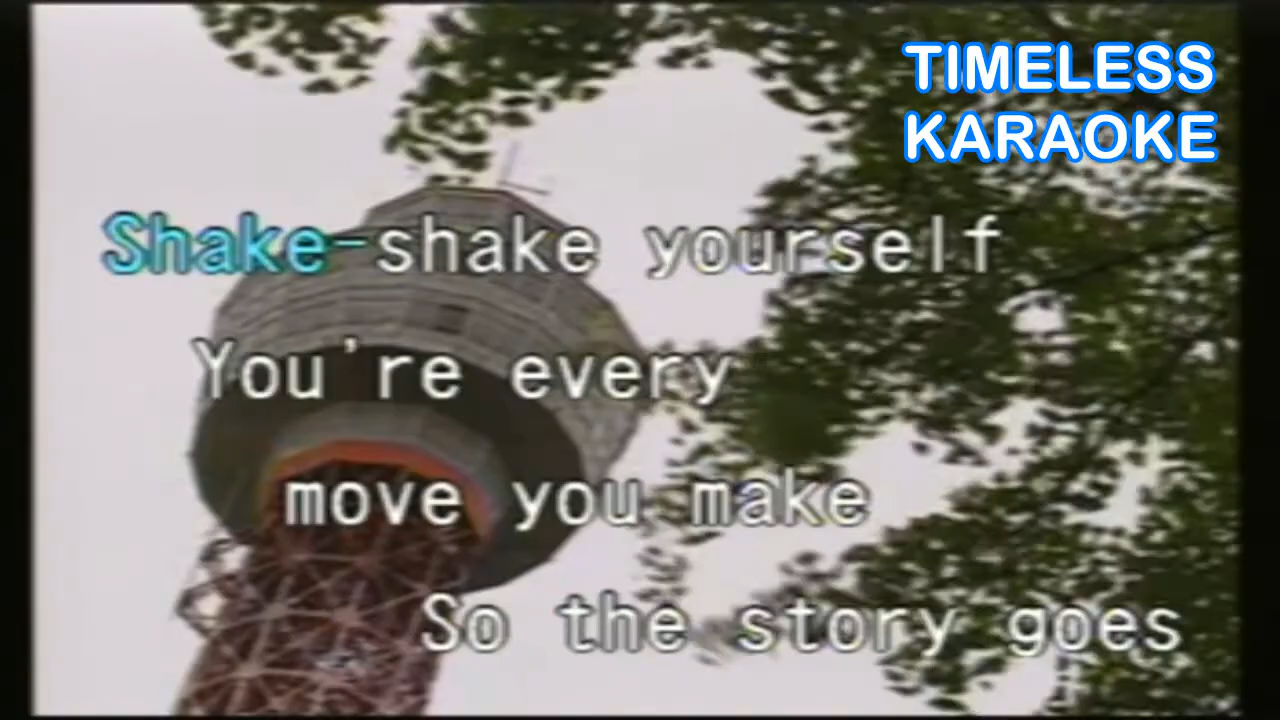 TIMELESS
KARAOKE
Shake-shake yourself
You're every
move you make
So the story goes